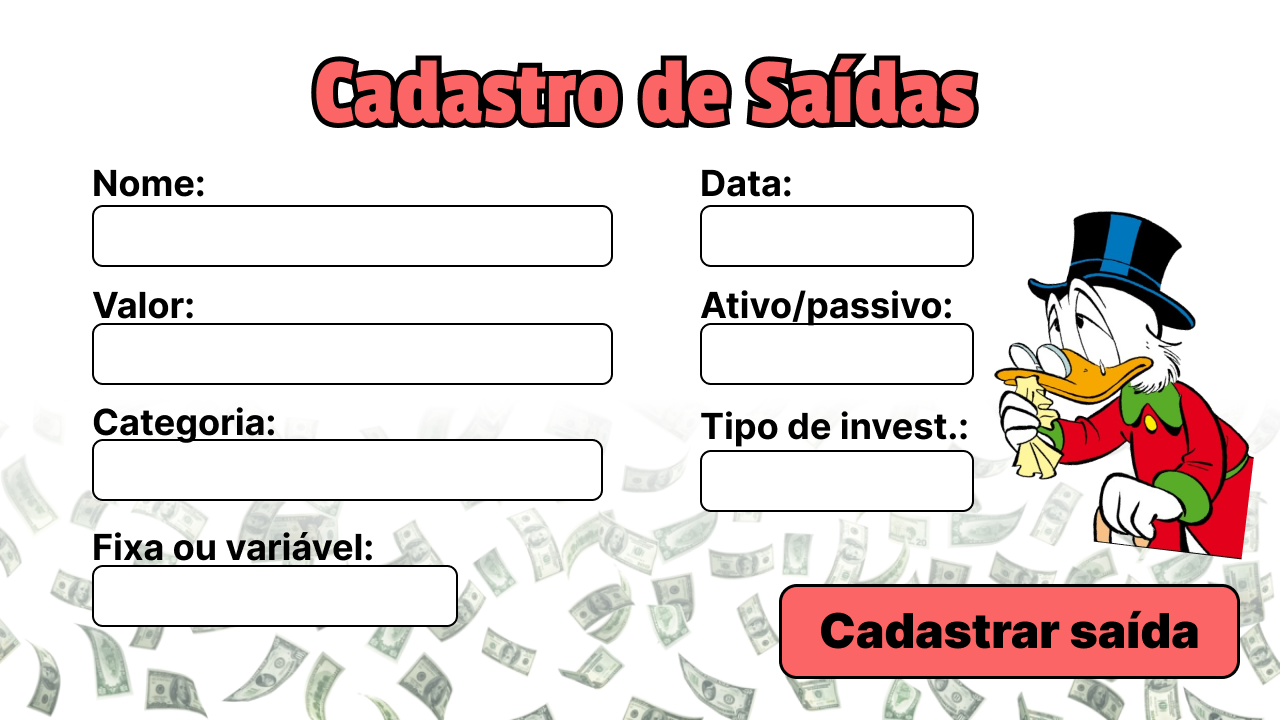 Cadastro de Saídas
Nome:
Data:
Valor:
Ativo/passivo:
Categoria:
Tipo de invest.:
Fixa ou variável:
Cadastrar saída